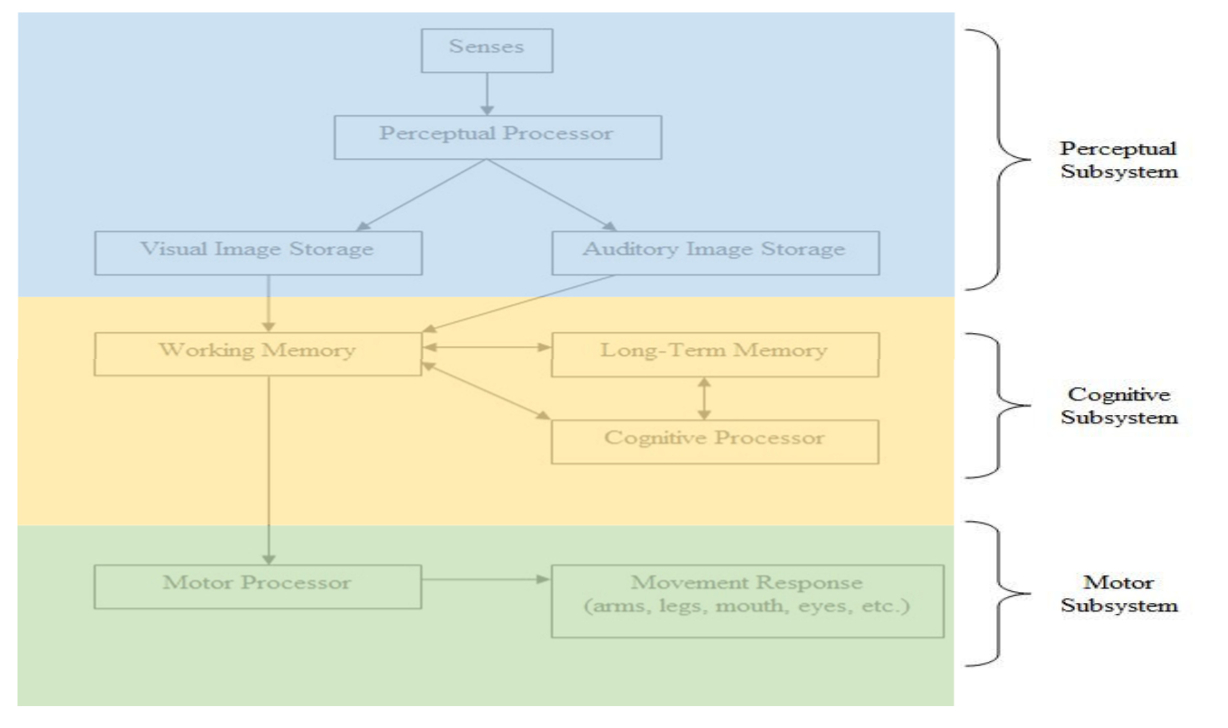 Senses
Perceptual Processor
Perceptual
Subsystem
Visual Image Storage
Auditory Image Storage
Working Memory
Long-Term Memory
Cognitive
Subsystem
Cognitive Processor
Motor Processor
Movement Response
(arms, legs, mouth, eyes, etc.)
Motor
Subsystem